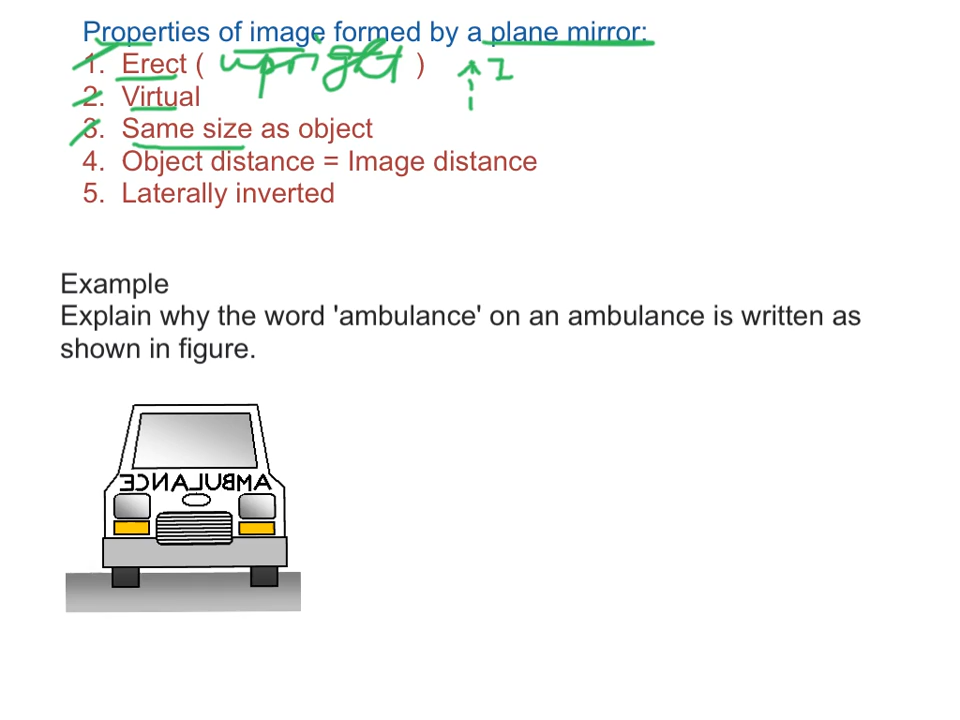 Properties of image formed by a plane mirror:
1. Erect ( upright ) I
2. Virtual
3. Same size as object
4. Object distance = Image distance
5. Laterally inverted
Example
Explain why the word 'ambulance' on an ambulance is written as
shown in figure.
AMBULANCE